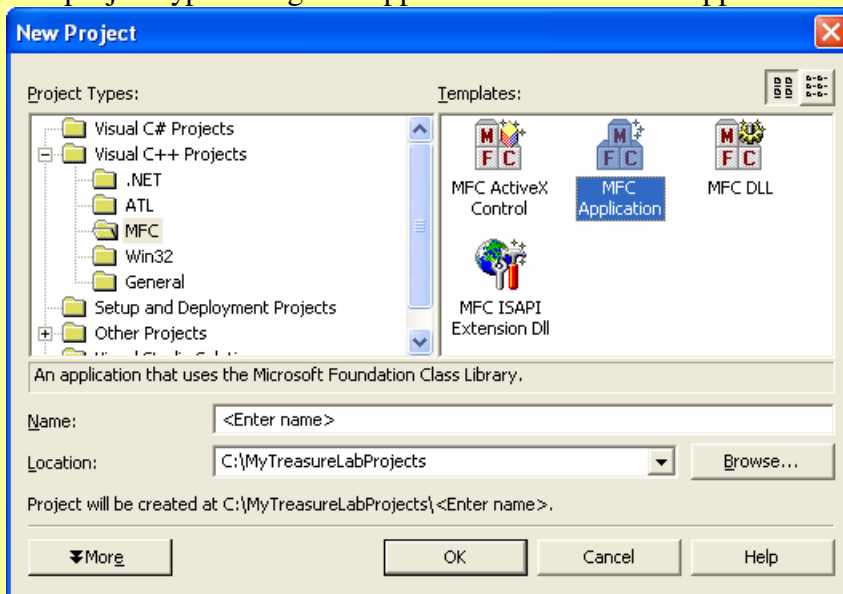 New Project
Project Types:
Templates:
Visual C# Projects
Visual C++ Projects
.NET
ATL
MFC
Win32
General
Setup and Deployment Projects
Other Projects
MFC ActiveX
Control
MFC
Application
MFC DLL
MFC ISAPI
Extension Dll
An application that uses the Microsoft Foundation Class Library.
Name:
<Enter name>
Location:
C:\MyTreasureLabProjects
Browse...
Project will be created at C:\MyTreasureLabProjects\<Enter name>.
More
OK
Cancel
Help